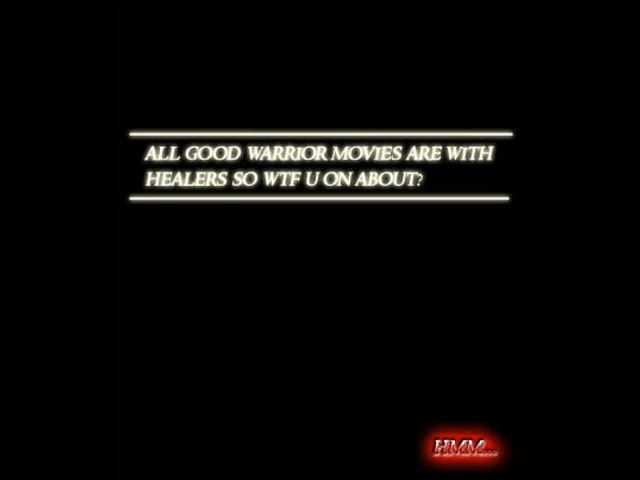 ALL GOOD WARRIOR MOVIES ARE WITH
HEALERS SO WTF U ON ABOUT?
HMM...